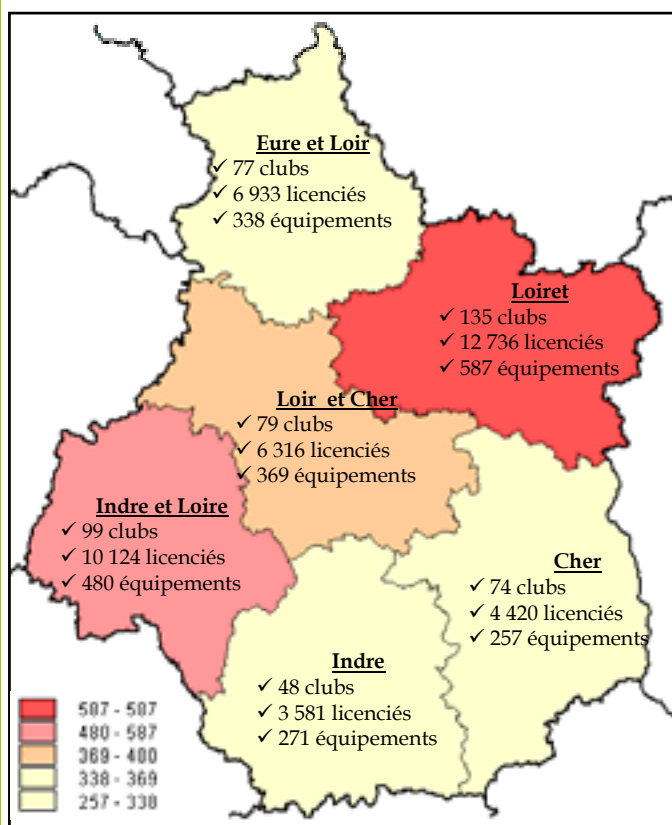 Eure et Loir
✓ 77 clubs
✓ 6 933 licenciés
✓ 338 équipements
Loiret
✓ 135 clubs
✓ 12 736 licenciés
✓ 587 équipements
Loir et Cher
✓ 79 clubs
✓ 6 316 licenciés
✓ 369 équipements
Indre et Loire
✓ 99 clubs
✓ 10 124 licenciés
✓ 480 équipements
Cher
✓ 74 clubs
✓ 4 420 licenciés
✓ 257 équipements
Indre
✓ 48 clubs
✓ 3 581 licenciés
✓ 271 équipements
587 - 587
480 - 587
369 - 480
338 - 369
257 - 338